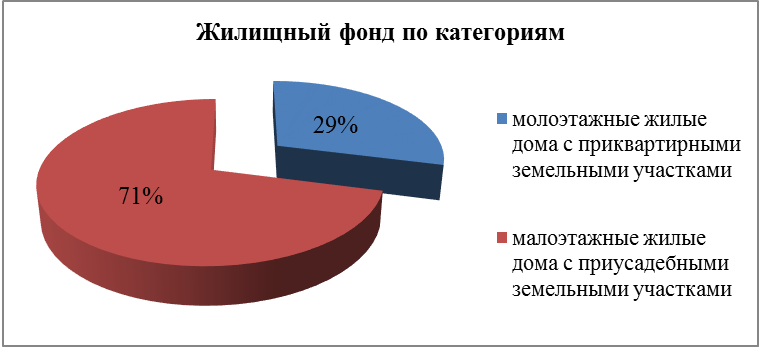 Жилищный фонд по категориям
29%
71%
молоэтажные жилые
дома с приквартирными
земельными участками
малоэтажные жилые
дома с приусадебными
земельными участками